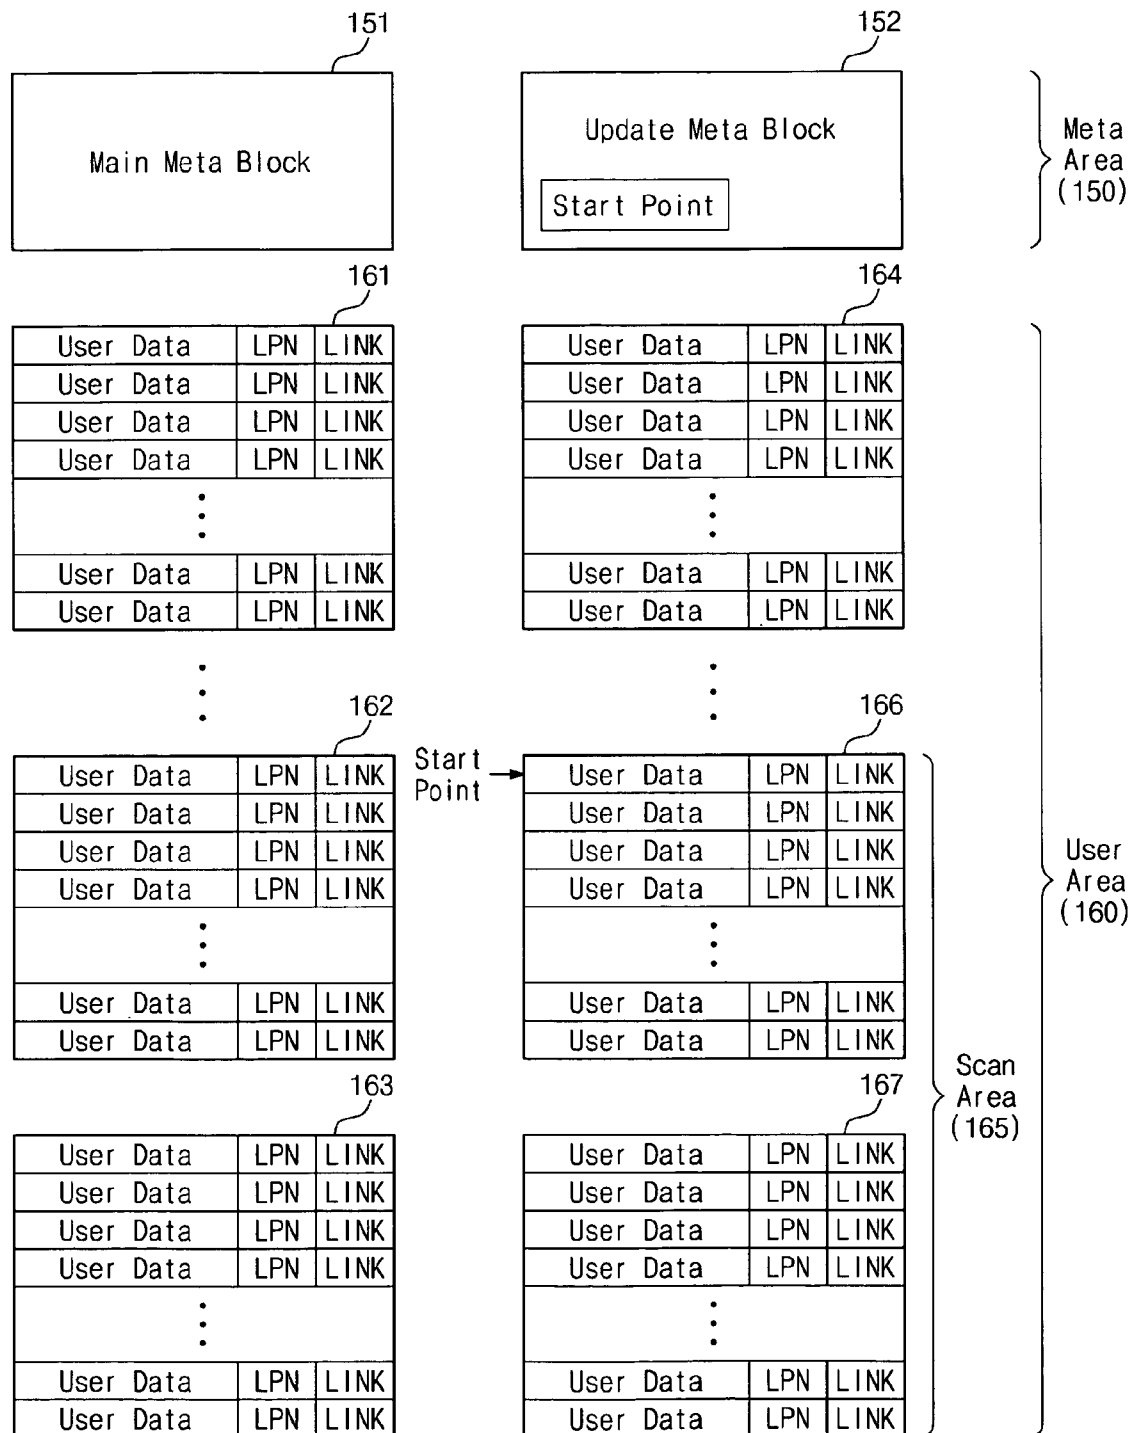 151
152
Main Meta Block
Update Meta Block
Start Point
Meta
Area
(150)
161
164
User Data LPN LINK
User Data LPN LINK
User Data LPN LINK
User Data LPN LINK
User Data LPN LINK
User Data LPN LINK
User Data LPN LINK
User Data LPN LINK
User Data LPN LINK
User Data LPN LINK
User Data LPN LINK
User Data LPN LINK
162
166
Start
Point
User Data LPN LINK
User Data LPN LINK
User Data LPN LINK
User Data LPN LINK
User Data LPN LINK
User Data LPN LINK
User Data LPN LINK
User Data LPN LINK
User Data LPN LINK
User Data LPN LINK
User Data LPN LINK
User Data LPN LINK
User
Area
(160)
Scan
Area
(165)
163
167
User Data LPN LINK
User Data LPN LINK
User Data LPN LINK
User Data LPN LINK
User Data LPN LINK
User Data LPN LINK
User Data LPN LINK
User Data LPN LINK
User Data LPN LINK
User Data LPN LINK
User Data LPN LINK
User Data LPN LINK